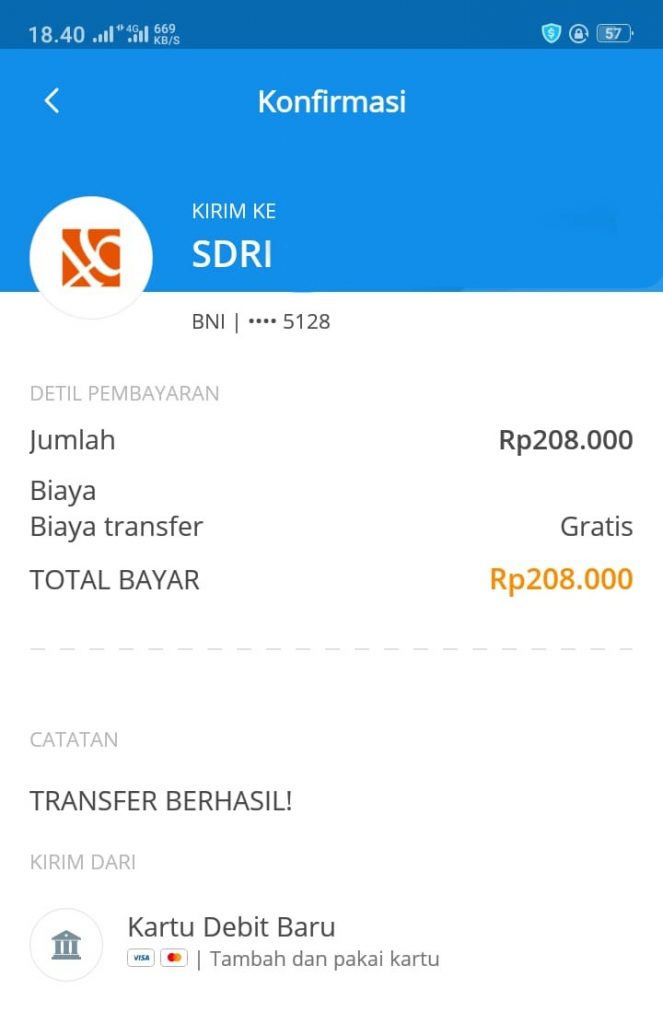 18.40 4G 669 KB/S 57
Konfirmasi
KIRIM KE
SDRI
BNI | •••• 5128
DETIL PEMBAYARAN
Jumlah Rp208.000
Biaya
Biaya transfer Gratis
TOTAL BAYAR Rp208.000
CATATAN
TRANSFER BERHASIL!
KIRIM DARI
Kartu Debit Baru
VISA | Tambah dan pakai kartu